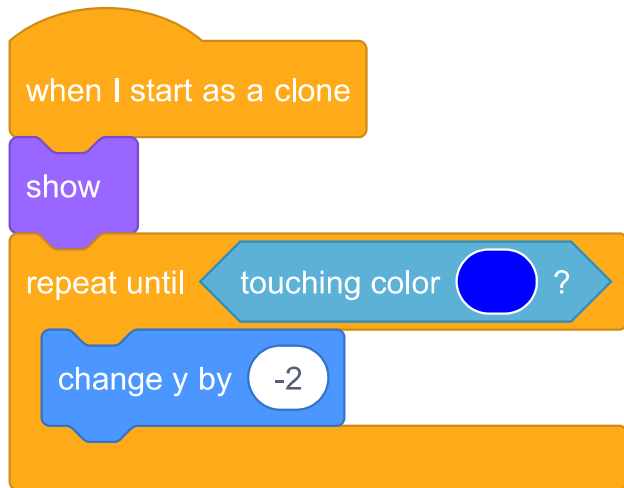 when I start as a clone
show
repeat until touching color ?
change y by -2